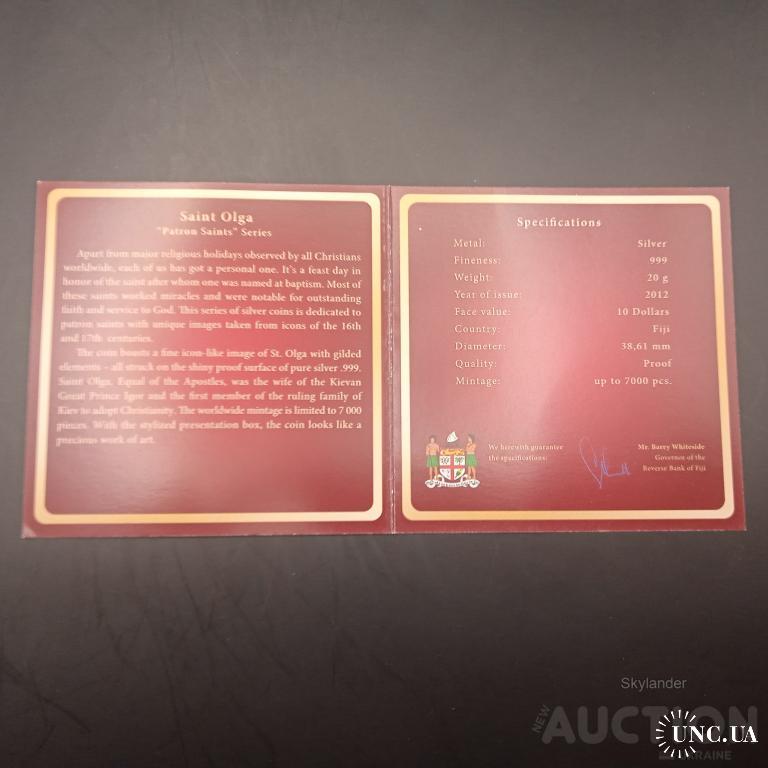 Saint Olga
"Patron Saints" Series
Apart from major religious holidays observed by all Christians
worldwide, each of us has got a personal one. It's a feast day in
honor of the saint after whom one was named at baptism. Most of
these saints worked miracles and were notable for outstanding
faith and service to God. This series of silver coins is dedicated to
patron saints with unique images taken from icons of the 16th
and 17th centuries.
The coin boasts a fine icon-like image of St. Olga with gilded
elements – all struck on the shiny proof surface of pure silver .999.
Saint Olga, Equal of the Apostles, was the wife of the Kievan
Great Prince Igor and the first member of the ruling family of
Kiev to adopt Christianity. The worldwide mintage is limited to 7 000
pieces. With the stylized presentation box, the coin looks like a
precious work of art.
Specifications
Metal: Silver
Fineness: 999
Weight: 20 g
Year of issue: 2012
Face value: 10 Dollars
Country: Fiji
Diameter: 38,61 mm
Quality: Proof
Mintage: up to 7000 pcs.
We herewith guarantee
the specifications:
Mr. Barry Whiteside
Governor of the
Reverse Bank of Fiji
Skylander
NEW
AUCTION
UKRAINE
UNC.UA